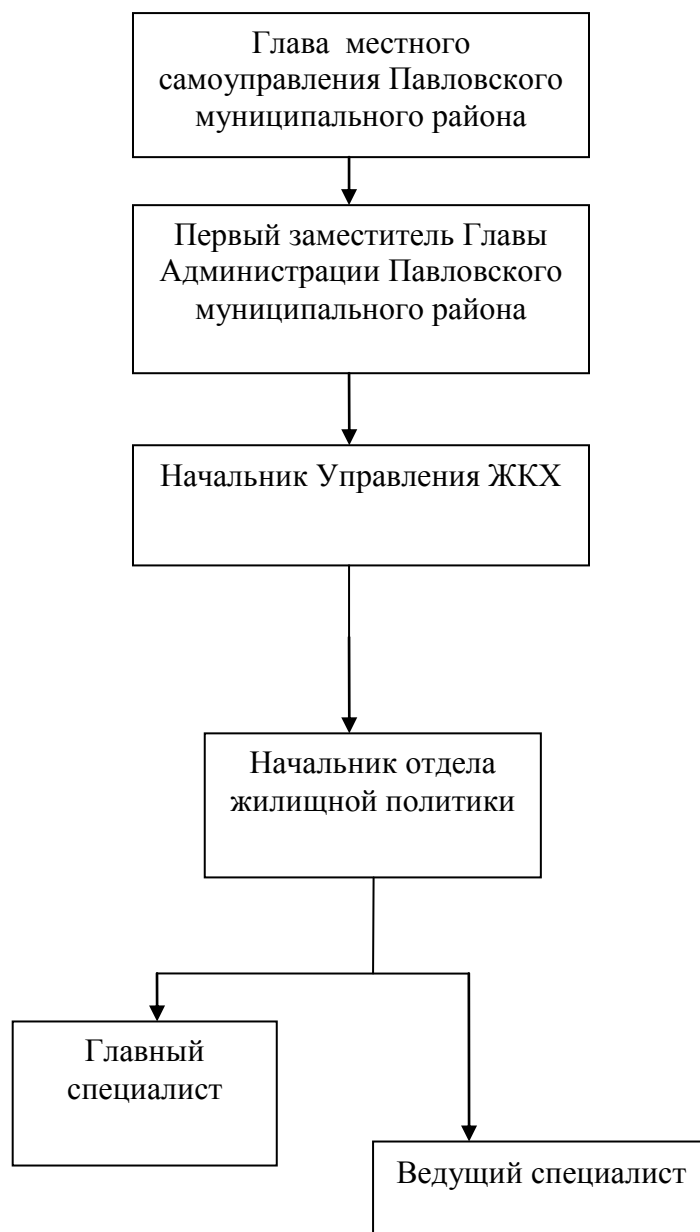 Глава местного
самоуправления Павловского
муниципального района
Первый заместитель Главы
Администрации Павловского
муниципального района
Начальник Управления ЖКХ
Начальник отдела
жилищной политики
Главный
специалист
Ведущий специалист